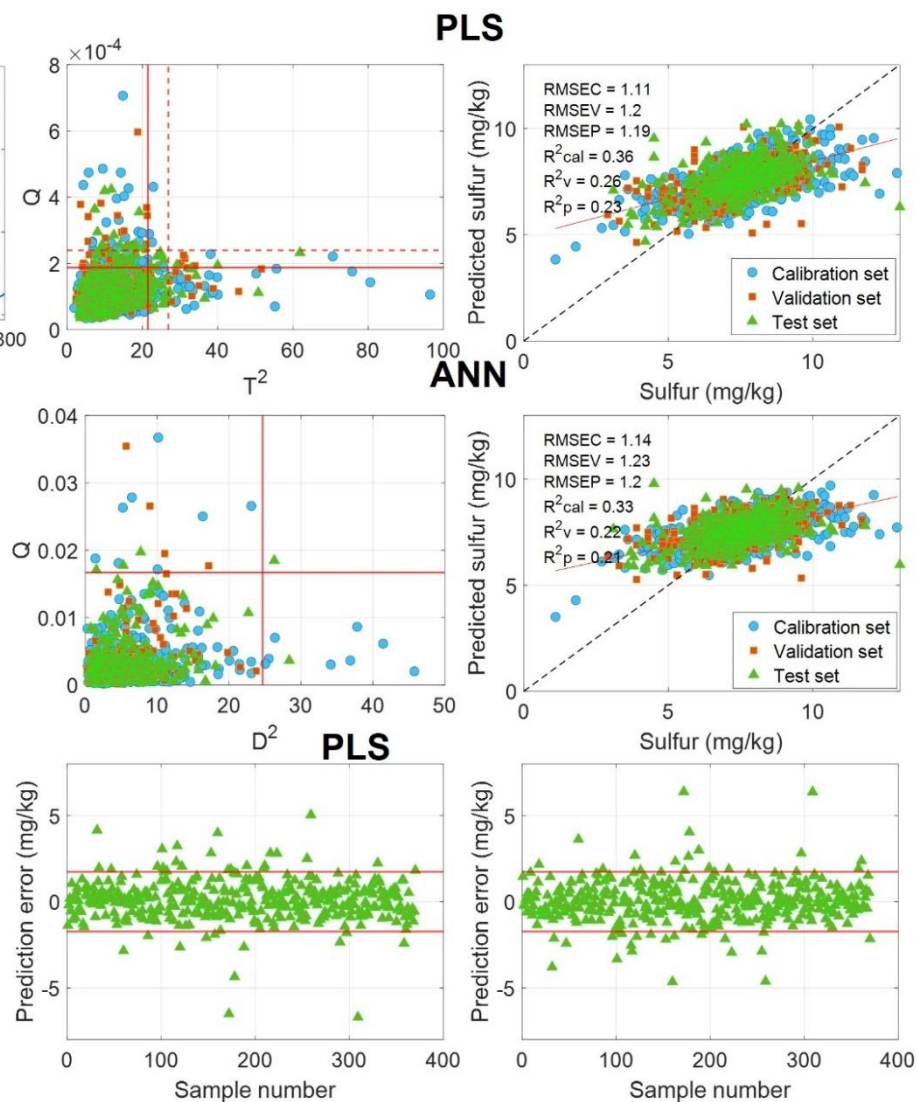 PLS
×10⁻⁴
8
6
4
2
0
Q
0 20 40 60 80 100
T²
300
RMSEC = 1.11
RMSEV = 1.2
RMSEP = 1.19
R²cal = 0.36
R²v = 0.26
R²p = 0.23
10
5
0
Predicted sulfur (mg/kg)
Calibration set
Validation set
Test set
0 5 10
Sulfur (mg/kg)
ANN
0.04
0.03
0.02
0.01
0
Q
0 10 20 30 40 50
D²
RMSEC = 1.14
RMSEV = 1.23
RMSEP = 1.2
R²cal = 0.33
R²v = 0.22
R²p = 0.21
10
5
0
Predicted sulfur (mg/kg)
Calibration set
Validation set
Test set
0 5 10
Sulfur (mg/kg)
PLS
5
0
-5
Prediction error (mg/kg)
0 100 200 300 400
Sample number
5
0
-5
Prediction error (mg/kg)
0 100 200 300 400
Sample number